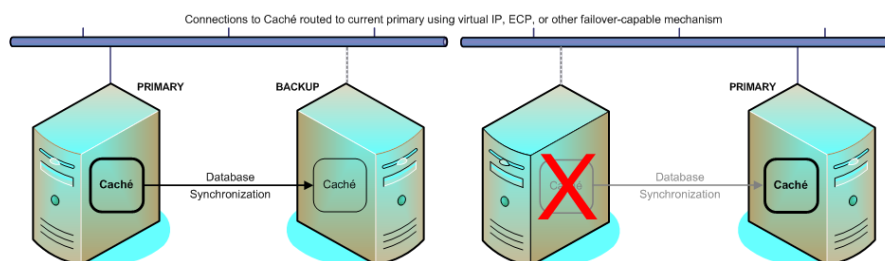 Connections to Caché routed to current primary using virtual IP, ECP, or other failover-capable mechanism
PRIMARY
BACKUP
Caché
Database
Synchronization
Caché
PRIMARY
Caché
Database
Synchronization
Caché